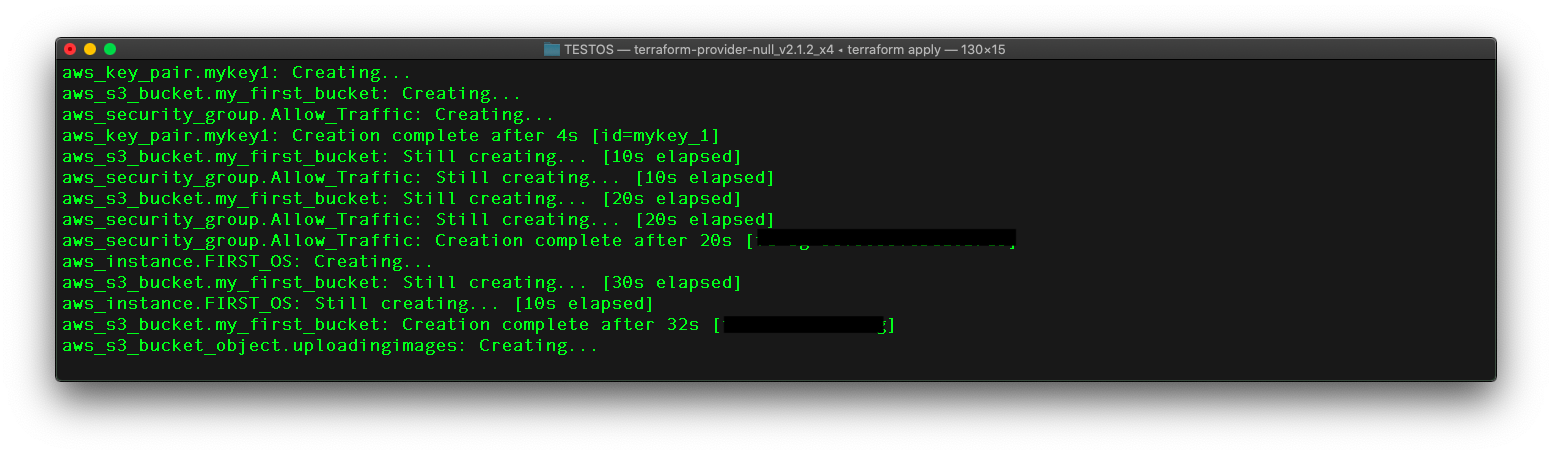 TESTOS — terraform-provider-null_v2.1.2_x4 ◂ terraform apply — 130×15
aws_key_pair.mykey1: Creating...
aws_s3_bucket.my_first_bucket: Creating...
aws_security_group.Allow_Traffic: Creating...
aws_key_pair.mykey1: Creation complete after 4s [id=mykey_1]
aws_s3_bucket.my_first_bucket: Still creating... [10s elapsed]
aws_security_group.Allow_Traffic: Still creating... [10s elapsed]
aws_s3_bucket.my_first_bucket: Still creating... [20s elapsed]
aws_security_group.Allow_Traffic: Still creating... [20s elapsed]
aws_security_group.Allow_Traffic: Creation complete after 20s [ ]
aws_instance.FIRST_OS: Creating...
aws_s3_bucket.my_first_bucket: Still creating... [30s elapsed]
aws_instance.FIRST_OS: Still creating... [10s elapsed]
aws_s3_bucket.my_first_bucket: Creation complete after 32s [ ]
aws_s3_bucket_object.uploadingimages: Creating...